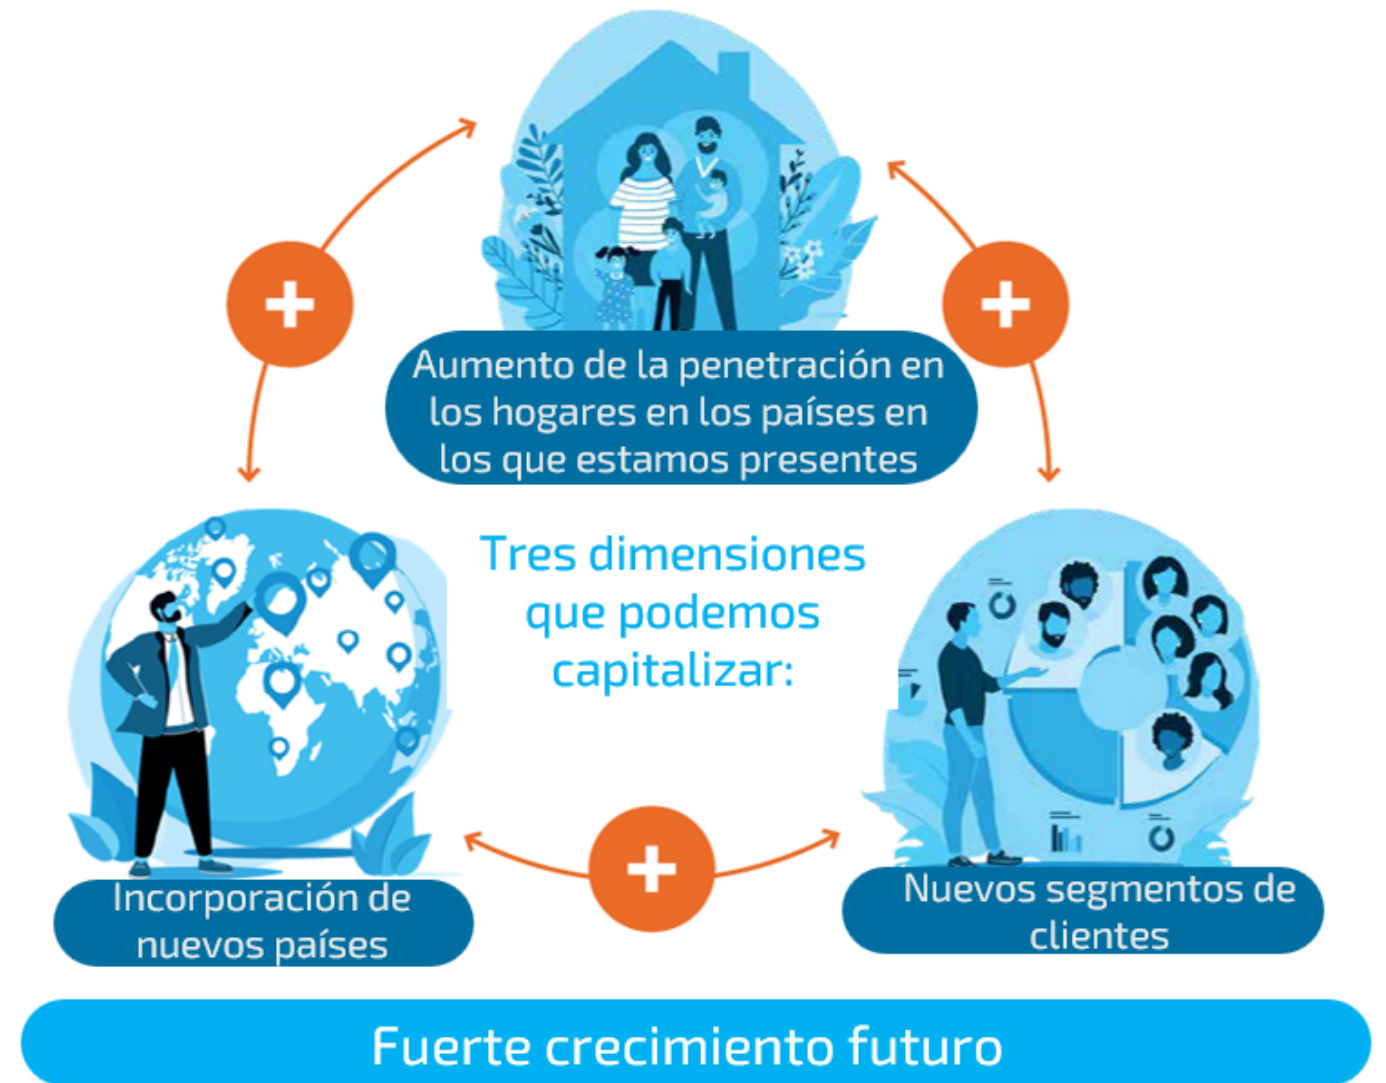 Aumento de la penetración en
los hogares en los países en
los que estamos presentes
Tres dimensiones
que podemos
capitalizar:
Incorporación de
nuevos países
Nuevos segmentos de
clientes
Fuerte crecimiento futuro